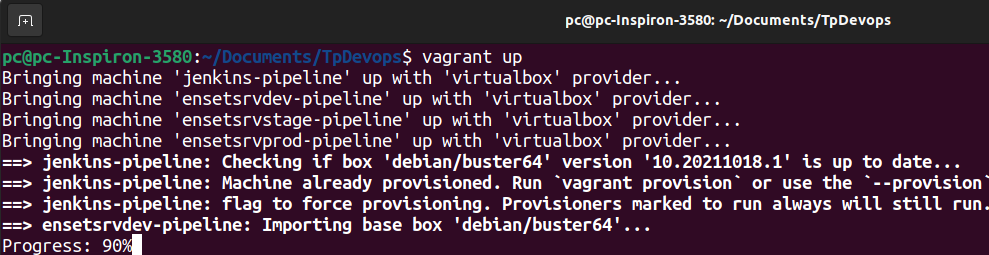 pc@pc-Inspiron-3580: ~/Documents/TpDevops
pc@pc-Inspiron-3580:~/Documents/TpDevops$ vagrant up
Bringing machine 'jenkins-pipeline' up with 'virtualbox' provider...
Bringing machine 'ensetsrvdev-pipeline' up with 'virtualbox' provider...
Bringing machine 'ensetsrvstage-pipeline' up with 'virtualbox' provider...
Bringing machine 'ensetsrvprod-pipeline' up with 'virtualbox' provider...
==> jenkins-pipeline: Checking if box 'debian/buster64' version '10.20211018.1' is up to date...
==> jenkins-pipeline: Machine already provisioned. Run `vagrant provision` or use the `--provision`
==> jenkins-pipeline: flag to force provisioning. Provisioners marked to run always will still run.
==> ensetsrvdev-pipeline: Importing base box 'debian/buster64'...
Progress: 90%